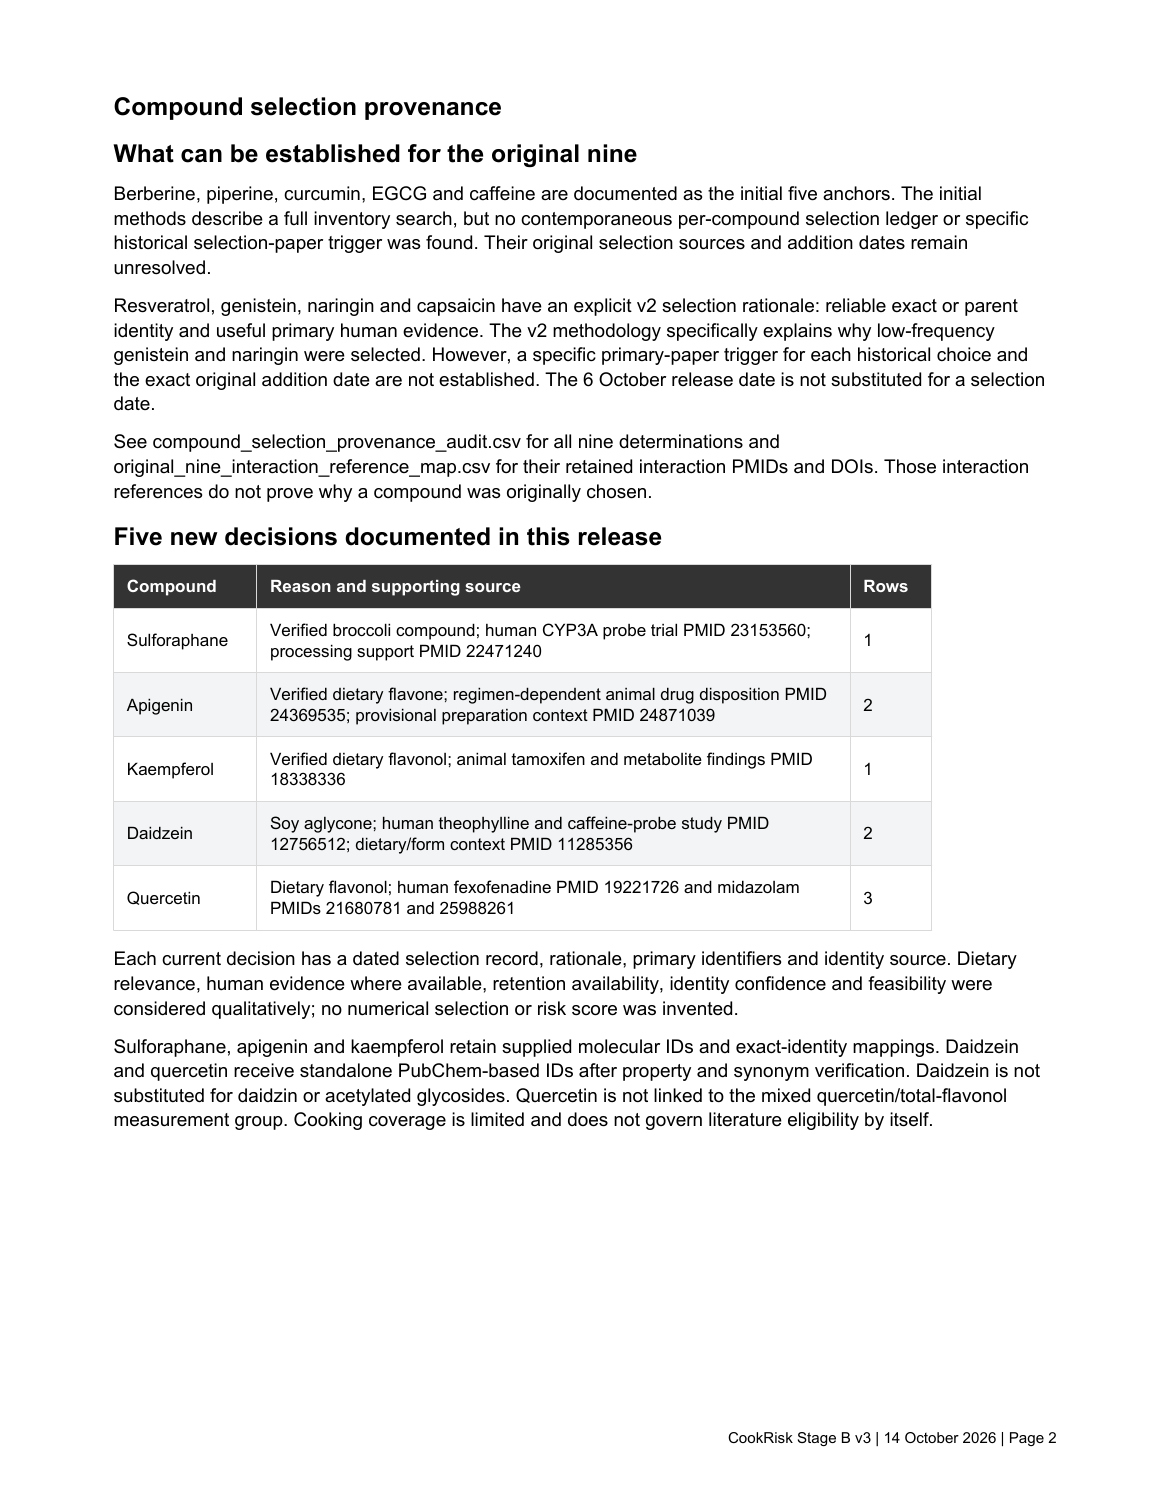 Compound selection provenance
What can be established for the original nine
Berberine, piperine, curcumin, EGCG and caffeine are documented as the initial five anchors. The initial
methods describe a full inventory search, but no contemporaneous per-compound selection ledger or specific
historical selection-paper trigger was found. Their original selection sources and addition dates remain
unresolved.
Resveratrol, genistein, naringin and capsaicin have an explicit v2 selection rationale: reliable exact or parent
identity and useful primary human evidence. The v2 methodology specifically explains why low-frequency
genistein and naringin were selected. However, a specific primary-paper trigger for each historical choice and
the exact original addition date are not established. The 6 October release date is not substituted for a selection
date.
See compound_selection_provenance_audit.csv for all nine determinations and
original_nine_interaction_reference_map.csv for their retained interaction PMIDs and DOIs. Those interaction
references do not prove why a compound was originally chosen.
Five new decisions documented in this release
Compound Reason and supporting source Rows
Sulforaphane Verified broccoli compound; human CYP3A probe trial PMID 23153560; 1
processing support PMID 22471240
Apigenin Verified dietary flavone; regimen-dependent animal drug disposition PMID 2
24369535; provisional preparation context PMID 24871039
Kaempferol Verified dietary flavonol; animal tamoxifen and metabolite findings PMID 1
18338336
Daidzein Soy aglycone; human theophylline and caffeine-probe study PMID 2
12756512; dietary/form context PMID 11285356
Quercetin Dietary flavonol; human fexofenadine PMID 19221726 and midazolam 3
PMIDs 21680781 and 25988261
Each current decision has a dated selection record, rationale, primary identifiers and identity source. Dietary
relevance, human evidence where available, retention availability, identity confidence and feasibility were
considered qualitatively; no numerical selection or risk score was invented.
Sulforaphane, apigenin and kaempferol retain supplied molecular IDs and exact-identity mappings. Daidzein
and quercetin receive standalone PubChem-based IDs after property and synonym verification. Daidzein is not
substituted for daidzin or acetylated glycosides. Quercetin is not linked to the mixed quercetin/total-flavonol
measurement group. Cooking coverage is limited and does not govern literature eligibility by itself.
CookRisk Stage B v3 | 14 October 2026 | Page 2